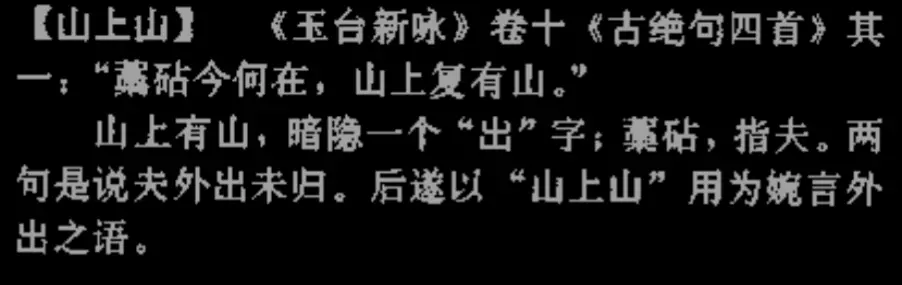 【山上山】 《玉台新咏》卷十《古绝句四首》其
一：“藁砧今何在，山上复有山。”
山上有山，暗隐一个“出”字；藁砧，指夫。两
句是说夫外出未归。后遂以“山上山”用为婉言外
出之语。